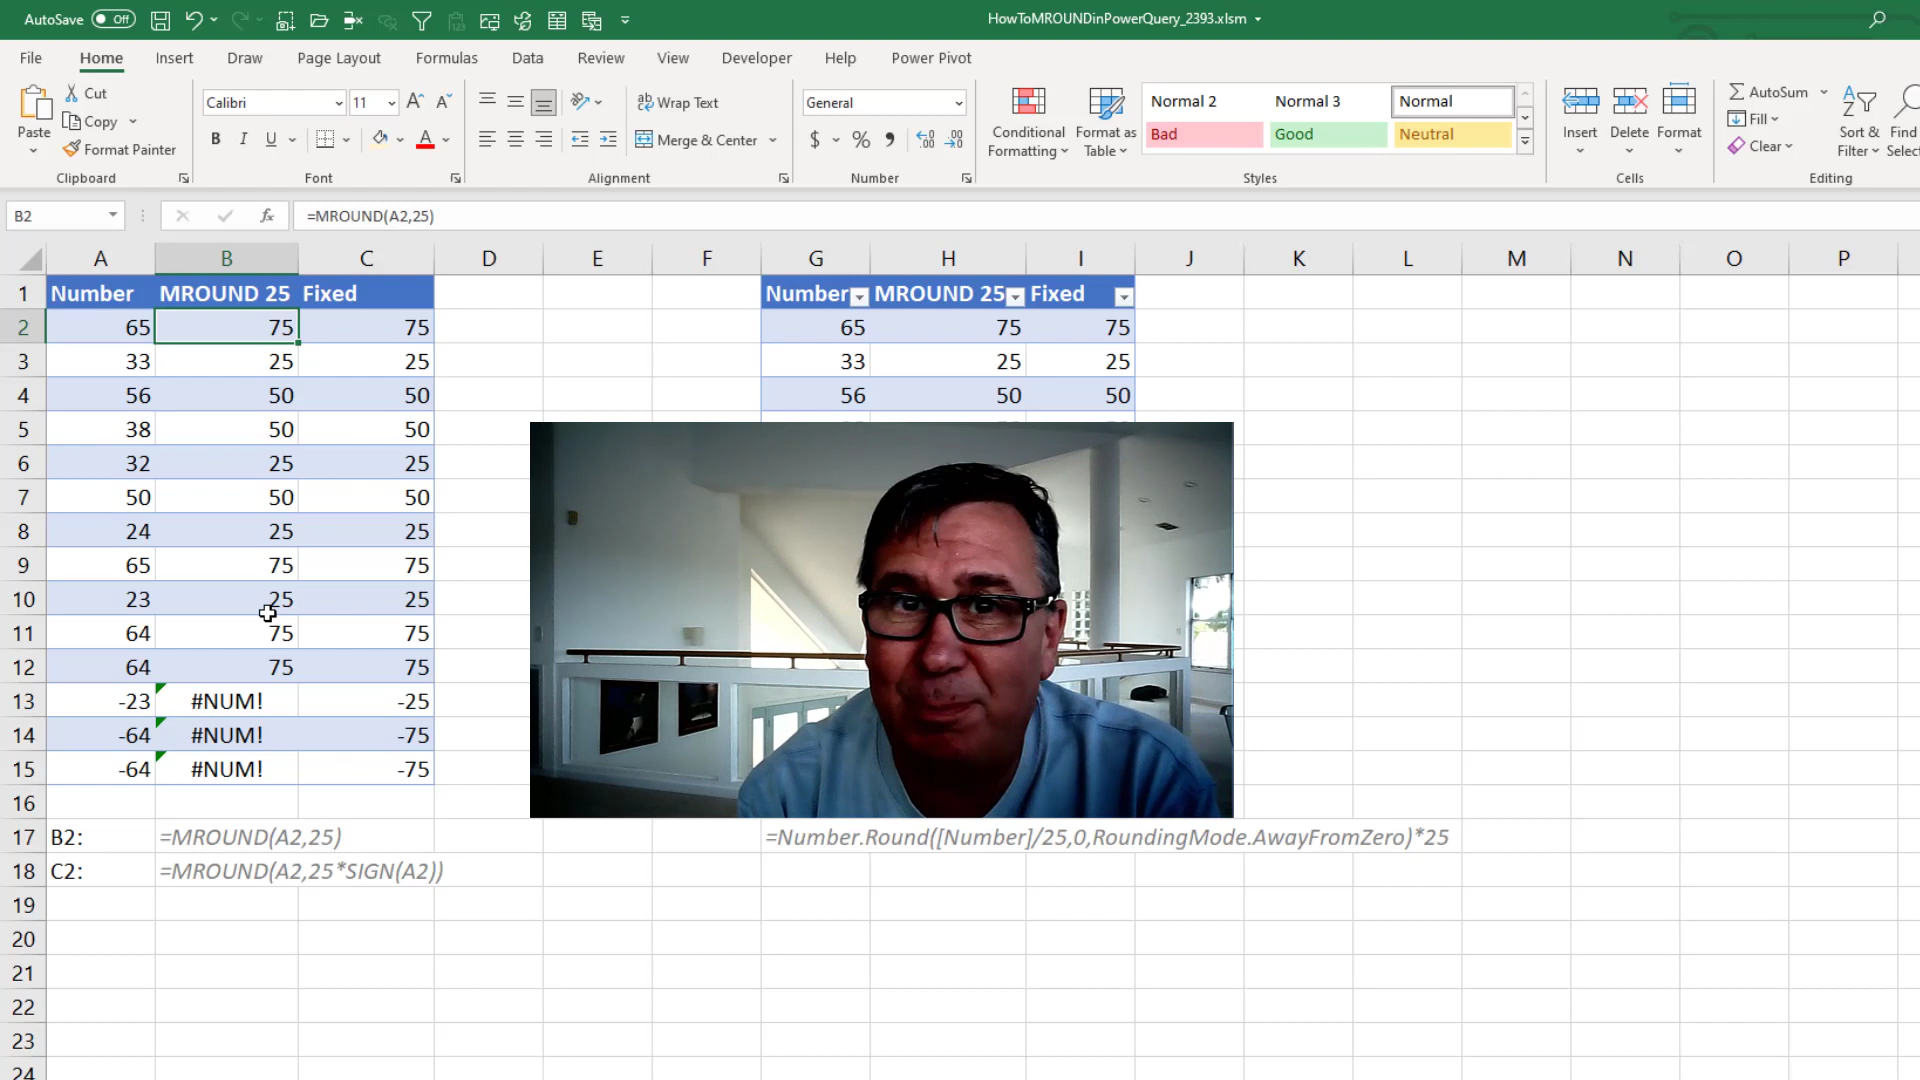 AutoSave Off HowToMROUNDinPowerQuery_2393.xlsm
File Home Insert Draw Page Layout Formulas Data Review View Developer Help Power Pivot
Paste Cut Copy Format Painter Clipboard
Calibri 11 B I U A Font
ab Wrap Text Merge & Center Alignment
General $ % Number
Conditional Formatting Format as Table
Normal 2 Normal 3 Normal
Bad Good Neutral
Styles
Insert Delete Format
Cells
AutoSum Fill Clear Sort & Filter
Editing
B2 fx =MROUND(A2,25)
A B C D E F G H I J K L M N O P
1 Number MROUND 25 Fixed Number MROUND 25 Fixed
2 65 75 75 65 75 75
3 33 25 25 33 25 25
4 56 50 50 56 50 50
5 38 50 50
6 32 25 25
7 50 50 50
8 24 25 25
9 65 75 75
10 23 25 25
11 64 75 75
12 64 75 75
13 -23 #NUM! -25
14 -64 #NUM! -75
15 -64 #NUM! -75
16
17 B2: =MROUND(A2,25) =Number.Round([Number]/25,0,RoundingMode.AwayFromZero)*25
18 C2: =MROUND(A2,25*SIGN(A2))
19
20
21
22
23
24